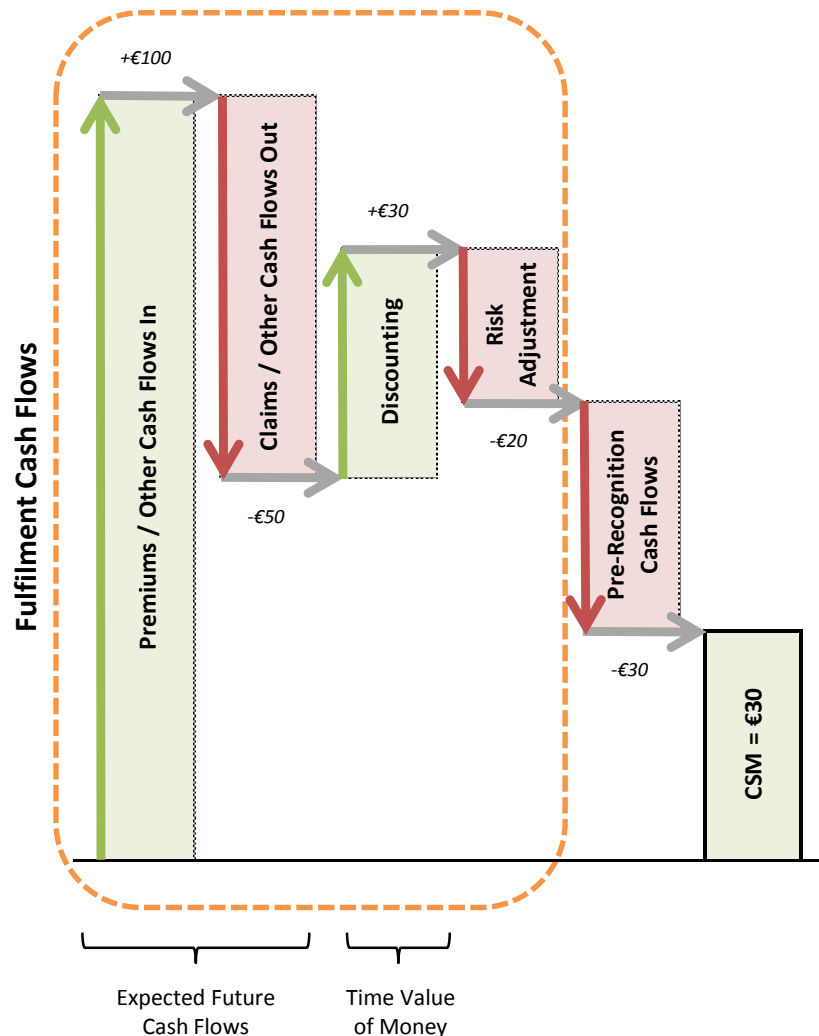 +€100
Premiums / Other Cash Flows In
Claims / Other Cash Flows Out
-€50
+€30
Discounting
Risk
Adjustment
-€20
Pre-Recognition
Cash Flows
-€30
CSM = €30
Fulfilment Cash Flows
Expected Future
Cash Flows
Time Value
of Money